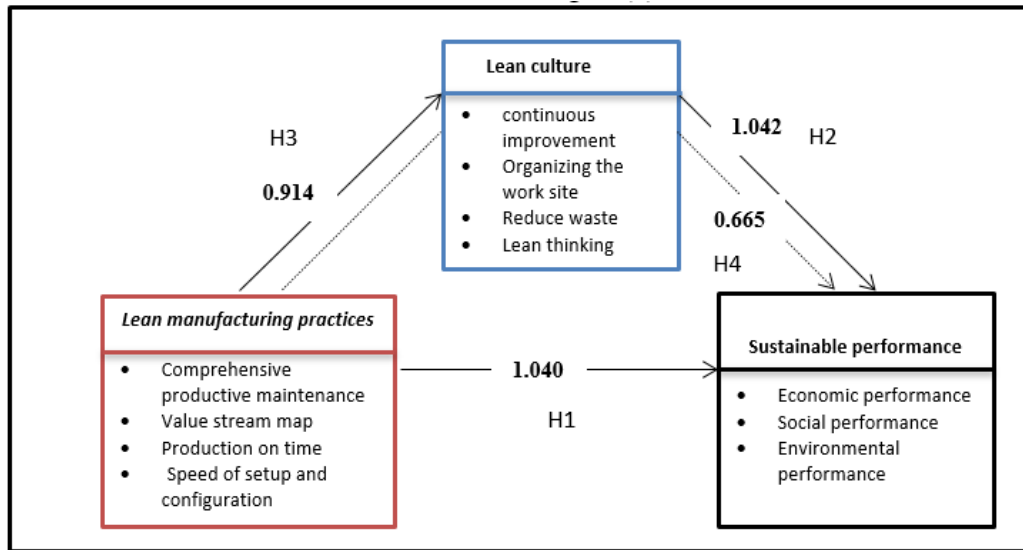 Lean culture
• continuous
improvement
• Organizing the
work site
• Reduce waste
• Lean thinking
H3
0.914
1.042
H2
0.665
H4
Lean manufacturing practices
• Comprehensive
productive maintenance
• Value stream map
• Production on time
• Speed of setup and
configuration
1.040
H1
Sustainable performance
• Economic performance
• Social performance
• Environmental
performance